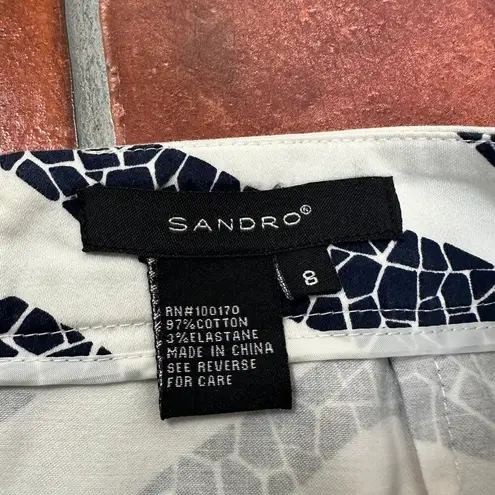 SANDRO®
8
RN#100170
97%COTTON
3%ELASTANE
MADE IN CHINA
SEE REVERSE
FOR CARE